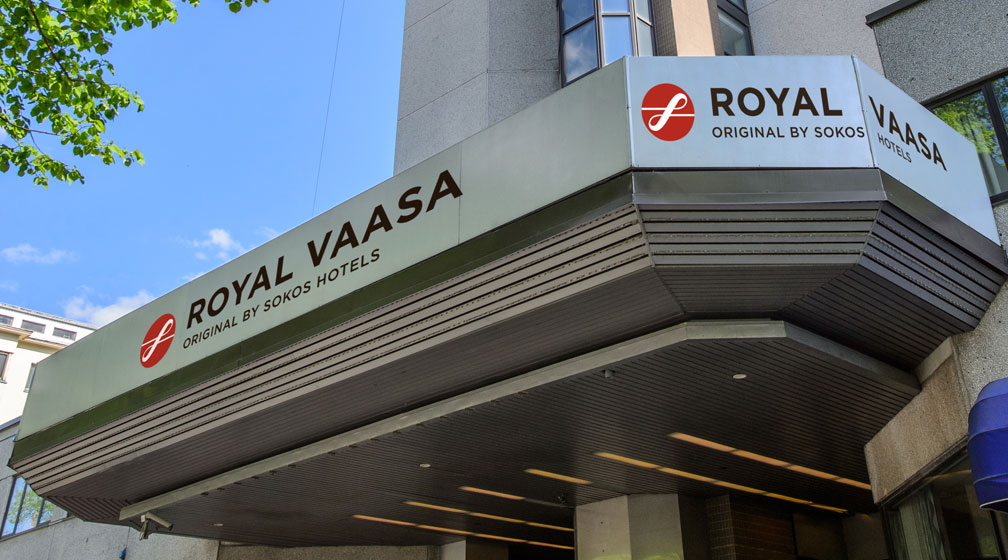 ROYAL VAASA
ORIGINAL BY SOKOS HOTELS
ROYAL VAASA
ORIGINAL BY SOKOS HOTELS